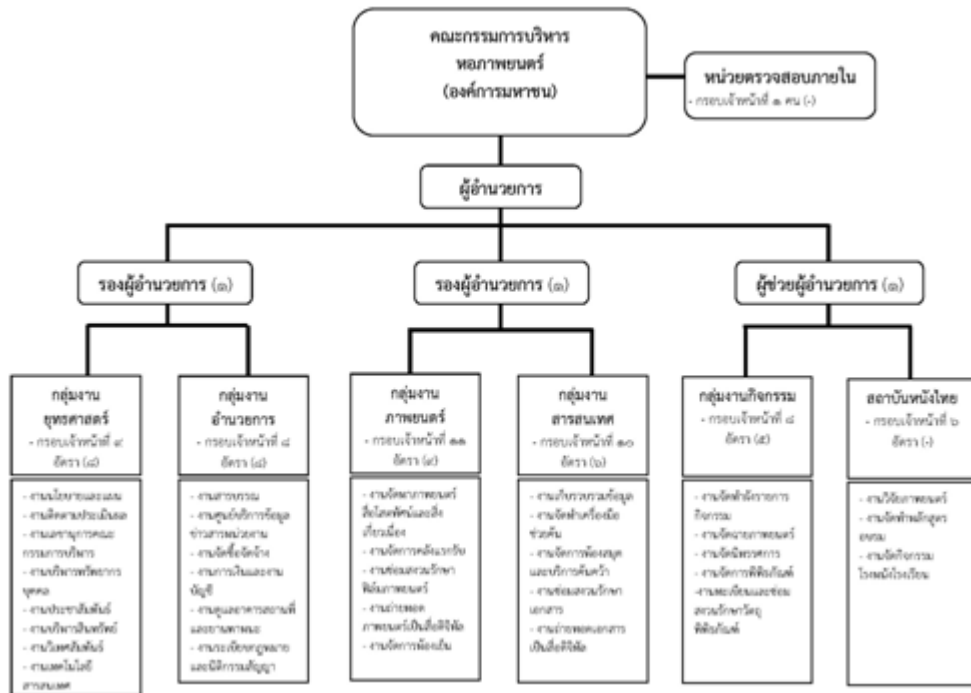 คณะกรรมการบริหาร
หอภาพยนตร์
(องค์การมหาชน)
หน่วยตรวจสอบภายใน
- กรอบเจ้าหน้าที่ ๑ คน (-)
ผู้อำนวยการ
รองผู้อำนวยการ (๑)
รองผู้อำนวยการ (๑)
ผู้ช่วยผู้อำนวยการ (๑)
กลุ่มงาน
ยุทธศาสตร์
- กรอบเจ้าหน้าที่ ๙
อัตรา (๘)
- งานนโยบายและแผน
- งานติดตามประเมินผล
- งานเลขานุการคณะ
กรรมการบริหาร
- งานบริหารทรัพยากร
บุคคล
- งานประชาสัมพันธ์
- งานบริหารสินทรัพย์
- งานวิเทศสัมพันธ์
- งานเทคโนโลยี
สารสนเทศ
กลุ่มงาน
อำนวยการ
- กรอบเจ้าหน้าที่ ๘
อัตรา (๘)
- งานสารบรรณ
- งานศูนย์บริการข้อมูล
ข่าวสารหน่วยงาน
- งานจัดซื้อจัดจ้าง
- งานการเงินและงาน
บัญชี
- งานดูแลอาคารสถานที่
และยานพาหนะ
- งานระเบียบกฎหมาย
และนิติกรรมสัญญา
กลุ่มงาน
ภาพยนตร์
- กรอบเจ้าหน้าที่ ๑๑
อัตรา (๙)
- งานจัดหาภาพยนตร์
สื่อโสตทัศน์และสิ่ง
เกี่ยวเนื่อง
- งานจัดการคลังแรกรับ
- งานซ่อมสงวนรักษา
ฟิล์มภาพยนตร์
- งานถ่ายทอด
ภาพยนตร์เป็นสื่อดิจิทัล
- งานจัดการห้องเย็น
กลุ่มงาน
สารสนเทศ
- กรอบเจ้าหน้าที่ ๑๐
อัตรา (๖)
- งานเก็บรวบรวมข้อมูล
- งานจัดทำเครื่องมือ
ช่วยค้น
- งานจัดการห้องสมุด
และบริการค้นคว้า
- งานซ่อมสงวนรักษา
เอกสาร
- งานถ่ายทอดเอกสาร
เป็นสื่อดิจิทัล
กลุ่มงานกิจกรรม
- กรอบเจ้าหน้าที่ ๘
อัตรา (๕)
- งานจัดทำผังรายการ
กิจกรรม
- งานจัดฉายภาพยนตร์
- งานจัดนิทรรศการ
- งานจัดการพิพิธภัณฑ์
-งานทะเบียนและซ่อม
สงวนรักษาวัตถุ
พิพิธภัณฑ์
สถาบันหนังไทย
- กรอบเจ้าหน้าที่ ๖
อัตรา (-)
- งานวิจัยภาพยนตร์
- งานจัดทำหลักสูตร
อบรม
- งานจัดกิจกรรม
โรงหนังโรงเรียน